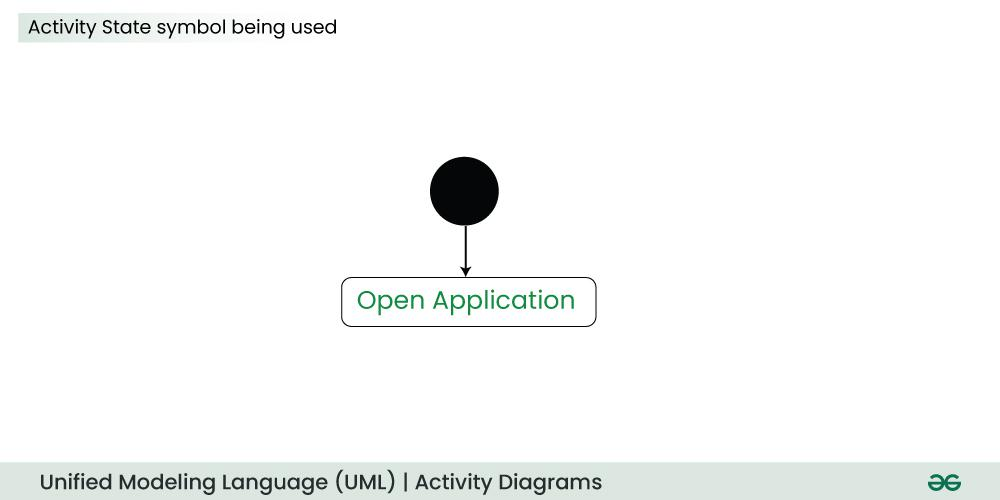 Activity State symbol being used
Open Application
Unified Modeling Language (UML) | Activity Diagrams